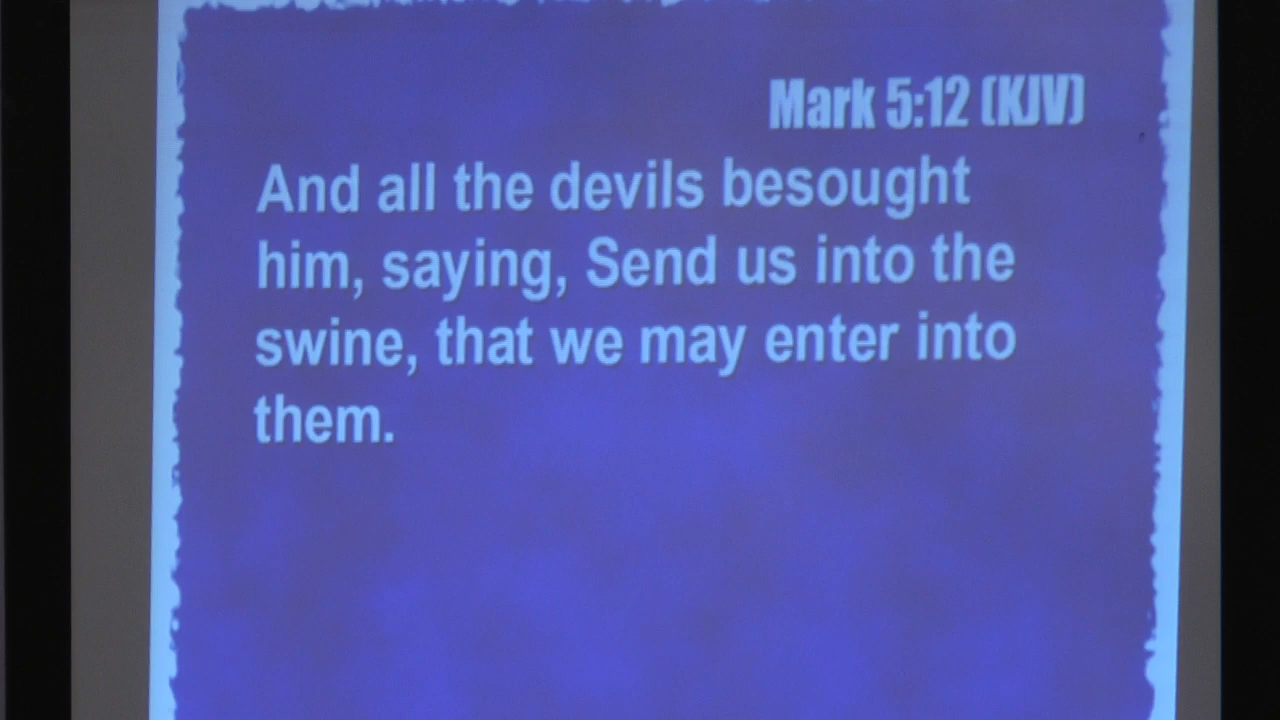 Mark 5:12 (KJV)
And all the devils besought
him, saying, Send us into the
swine, that we may enter into
them.